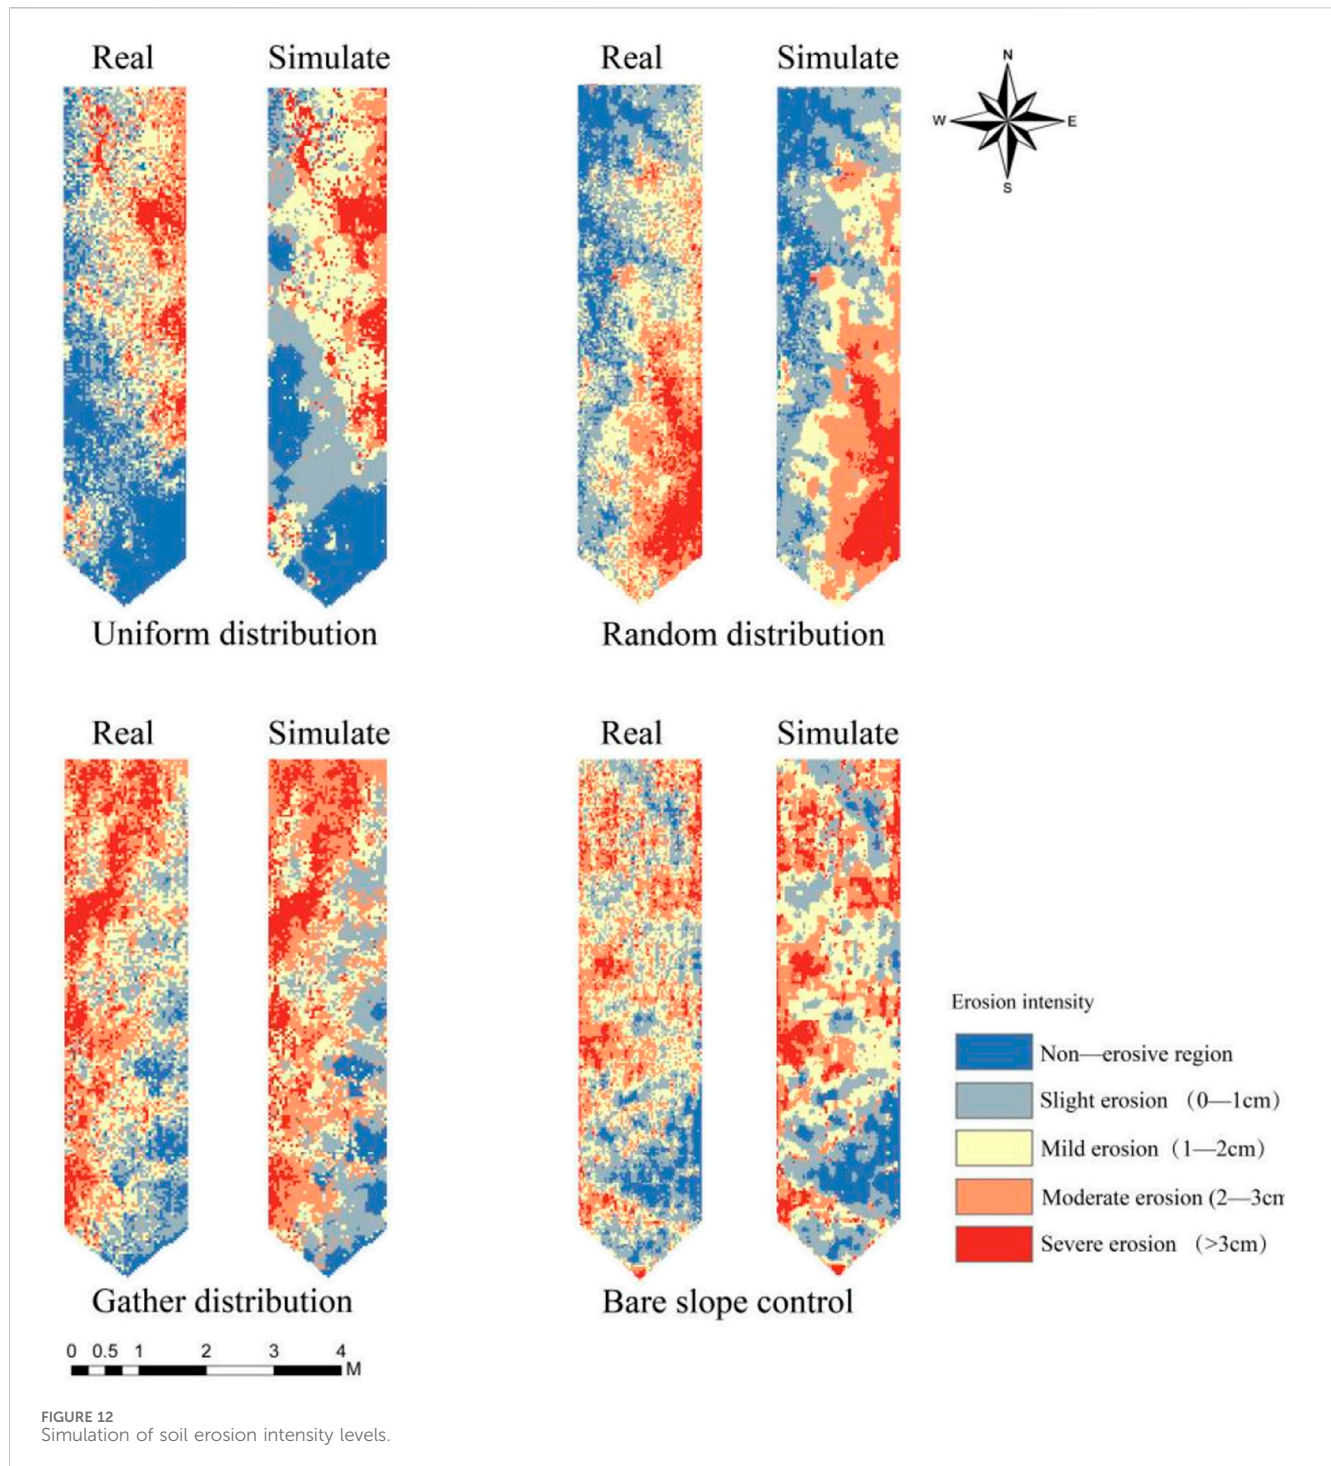 Real Simulate Real Simulate
N
W E
S
Uniform distribution Random distribution
Real Simulate Real Simulate
Erosion intensity
Non—erosive region
Slight erosion （0—1cm）
Mild erosion（1—2cm）
Moderate erosion (2—3cm
Severe erosion （>3cm）
Gather distribution Bare slope control
0 0.5 1 2 3 4
M
FIGURE 12
Simulation of soil erosion intensity levels.